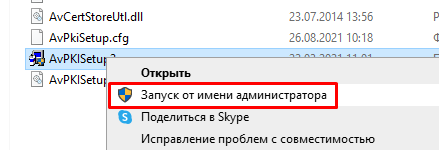 AvCertStoreUtl.dll 23.07.2014 13:56
AvPkiSetup.cfg 26.08.2021 10:18
AvPKISetup2
AvPKISetup
Открыть
Запуск от имени администратора
Поделиться в Skype
Исправление проблем с совместимостью